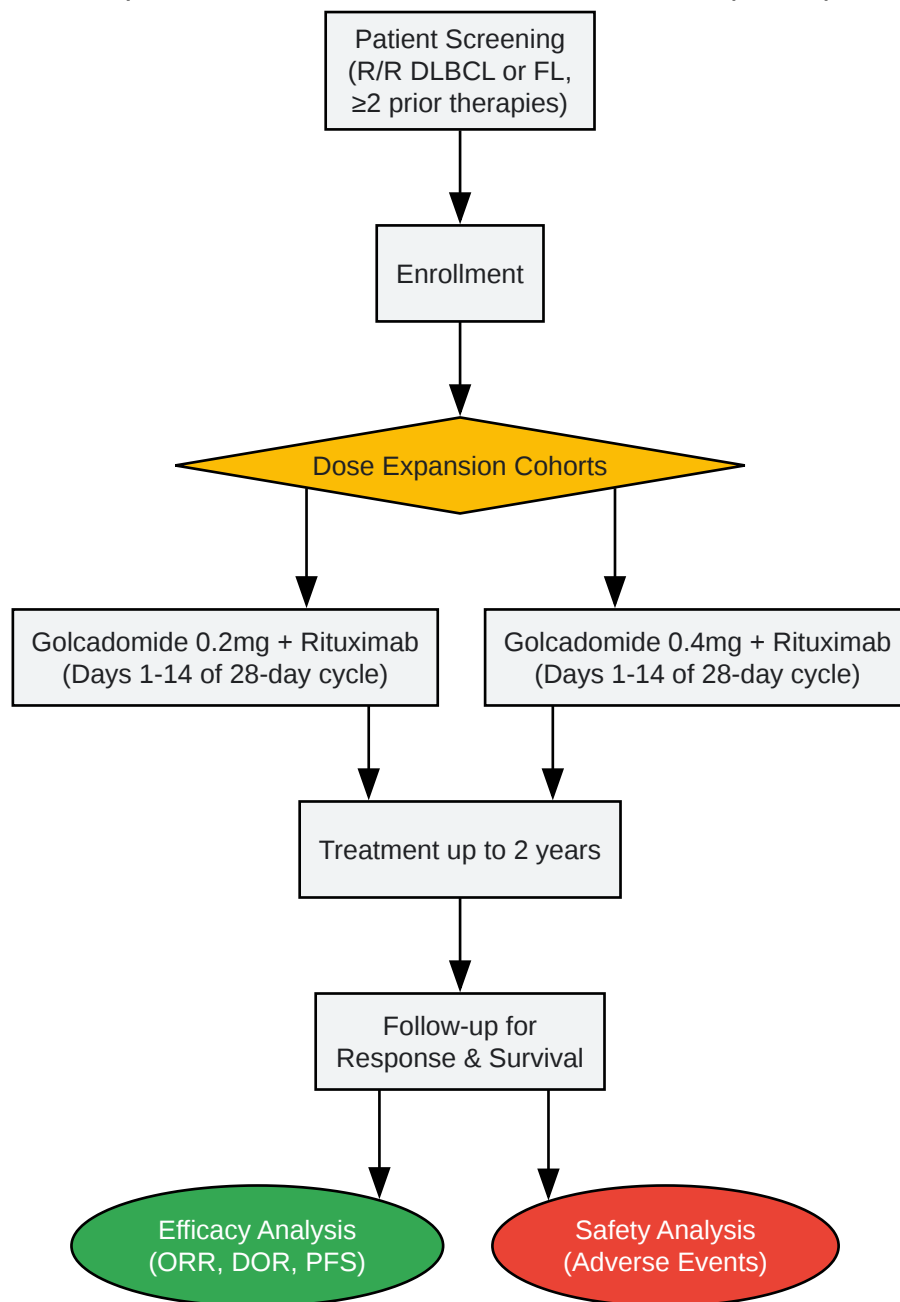 Patient Screening
(R/R DLBCL or FL,
≥2 prior therapies)
Enrollment
Dose Expansion Cohorts
Golcadomide 0.2mg + Rituximab
(Days 1-14 of 28-day cycle)
Golcadomide 0.4mg + Rituximab
(Days 1-14 of 28-day cycle)
Treatment up to 2 years
Follow-up for
Response & Survival
Efficacy Analysis
(ORR, DOR, PFS)
Safety Analysis
(Adverse Events)